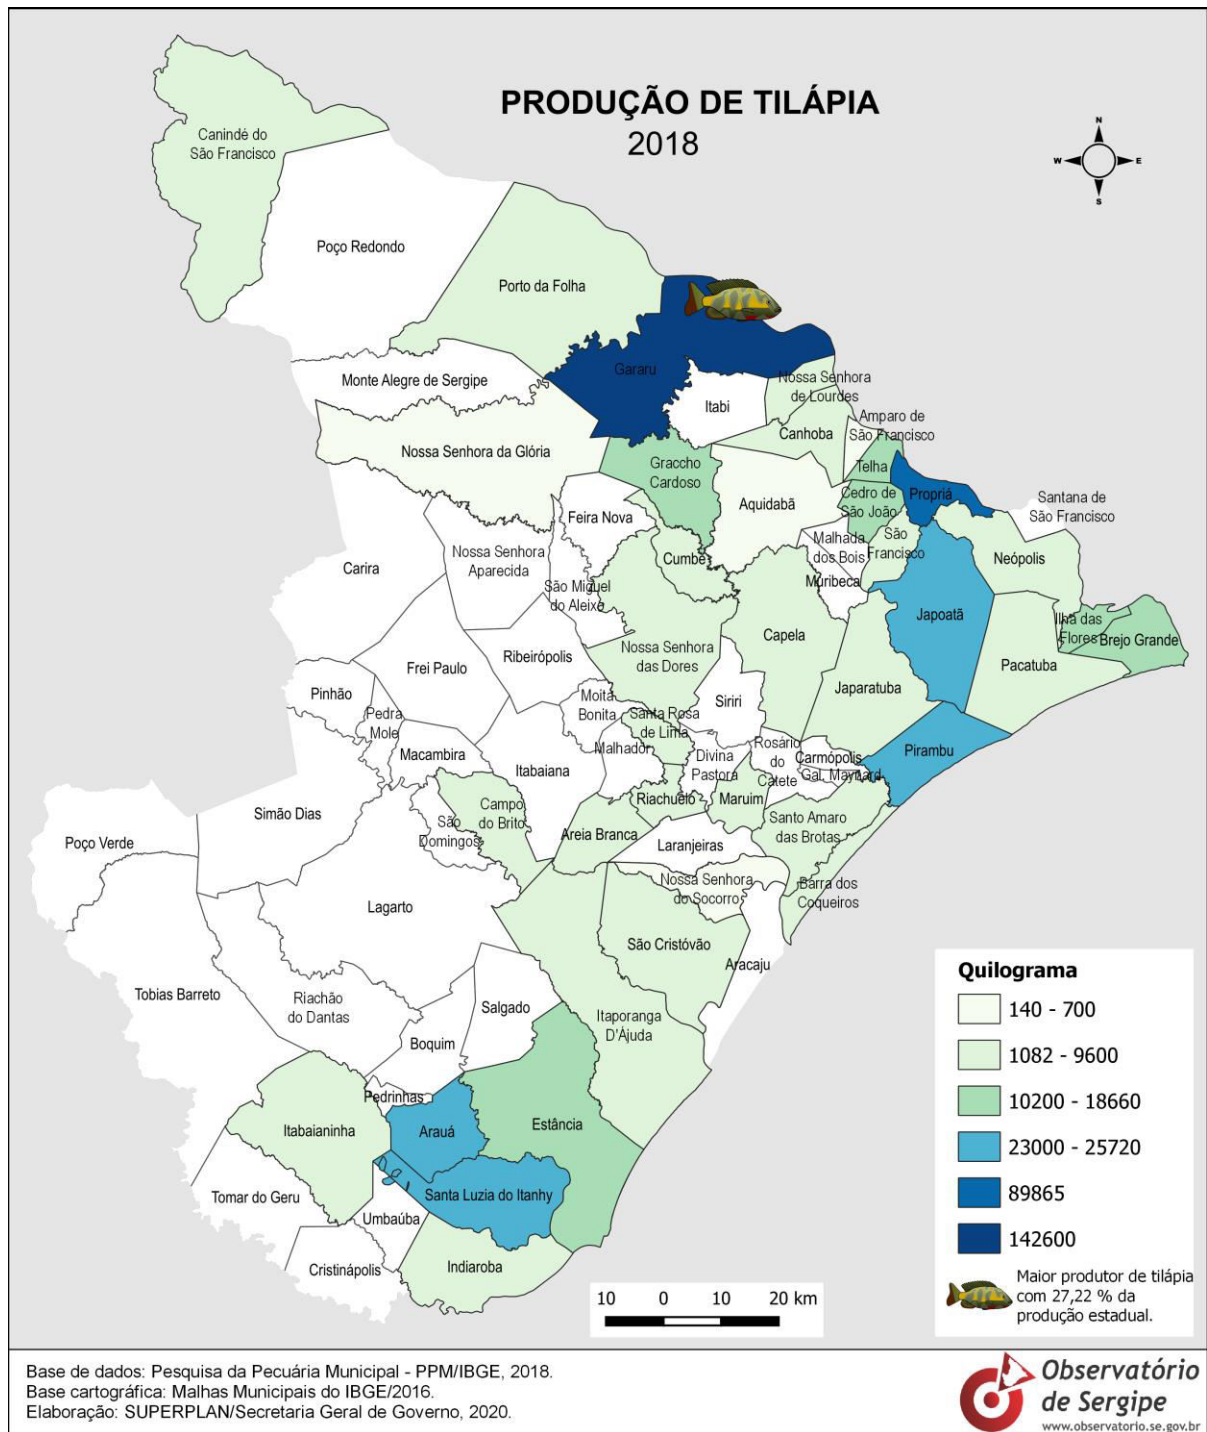 PRODUÇÃO DE TILÁPIA
2018
N
W
E
S
Canindé do
São Francisco
Poço Redondo
Porto da Folha
Gararu
Monte Alegre de Sergipe
Nossa Senhora
de Lourdes
Itabi
Amparo de
São Francisco
Canhoba
Nossa Senhora da Glória
Graccho
Cardoso
Telha
Propriá
Aquidabã
Cedro de
São João
Santana de
São Francisco
Feira Nova
Malhada
dos Bois
São
Francisco
Neópolis
Nossa Senhora
Aparecida
Cumbe
Carira
São Miguel
do Aleixo
Muribeca
Japoatã
Ilha das
Flores
Brejo Grande
Capela
Nossa Senhora
das Dores
Ribeirópolis
Frei Paulo
Pacatuba
Japaratuba
Pinhão
Moita
Bonita
Siriri
Pedra
Mole
Santa Rosa
de Lima
Macambira
Malhador
Divina
Pastora
Rosário
do
Catete
Carmópolis
Pirambu
Itabaiana
Gal. Maynard
Riachuelo
Maruim
Simão Dias
Campo
do Brito
São
Domingos
Areia Branca
Santo Amaro
das Brotas
Poço Verde
Laranjeiras
Nossa Senhora
do Socorro
Barra dos
Coqueiros
Lagarto
São Cristóvão
Aracaju
Tobias Barreto
Riachão
do Dantas
Salgado
Itaporanga
D'Ájuda
Boquim
Pedrinhas
Itabaianinha
Arauá
Estância
Tomar do Geru
Santa Luzia do Itanhy
Umbaúba
Cristinápolis
Indiaroba
Quilograma
140 - 700
1082 - 9600
10200 - 18660
23000 - 25720
89865
142600
Maior produtor de tilápia
com 27,22 % da
produção estadual.
10 0 10 20 km
Base de dados: Pesquisa da Pecuária Municipal - PPM/IBGE, 2018.
Base cartográfica: Malhas Municipais do IBGE/2016.
Elaboração: SUPERPLAN/Secretaria Geral de Governo, 2020.
Observatório
de Sergipe
www.observatorio.se.gov.br